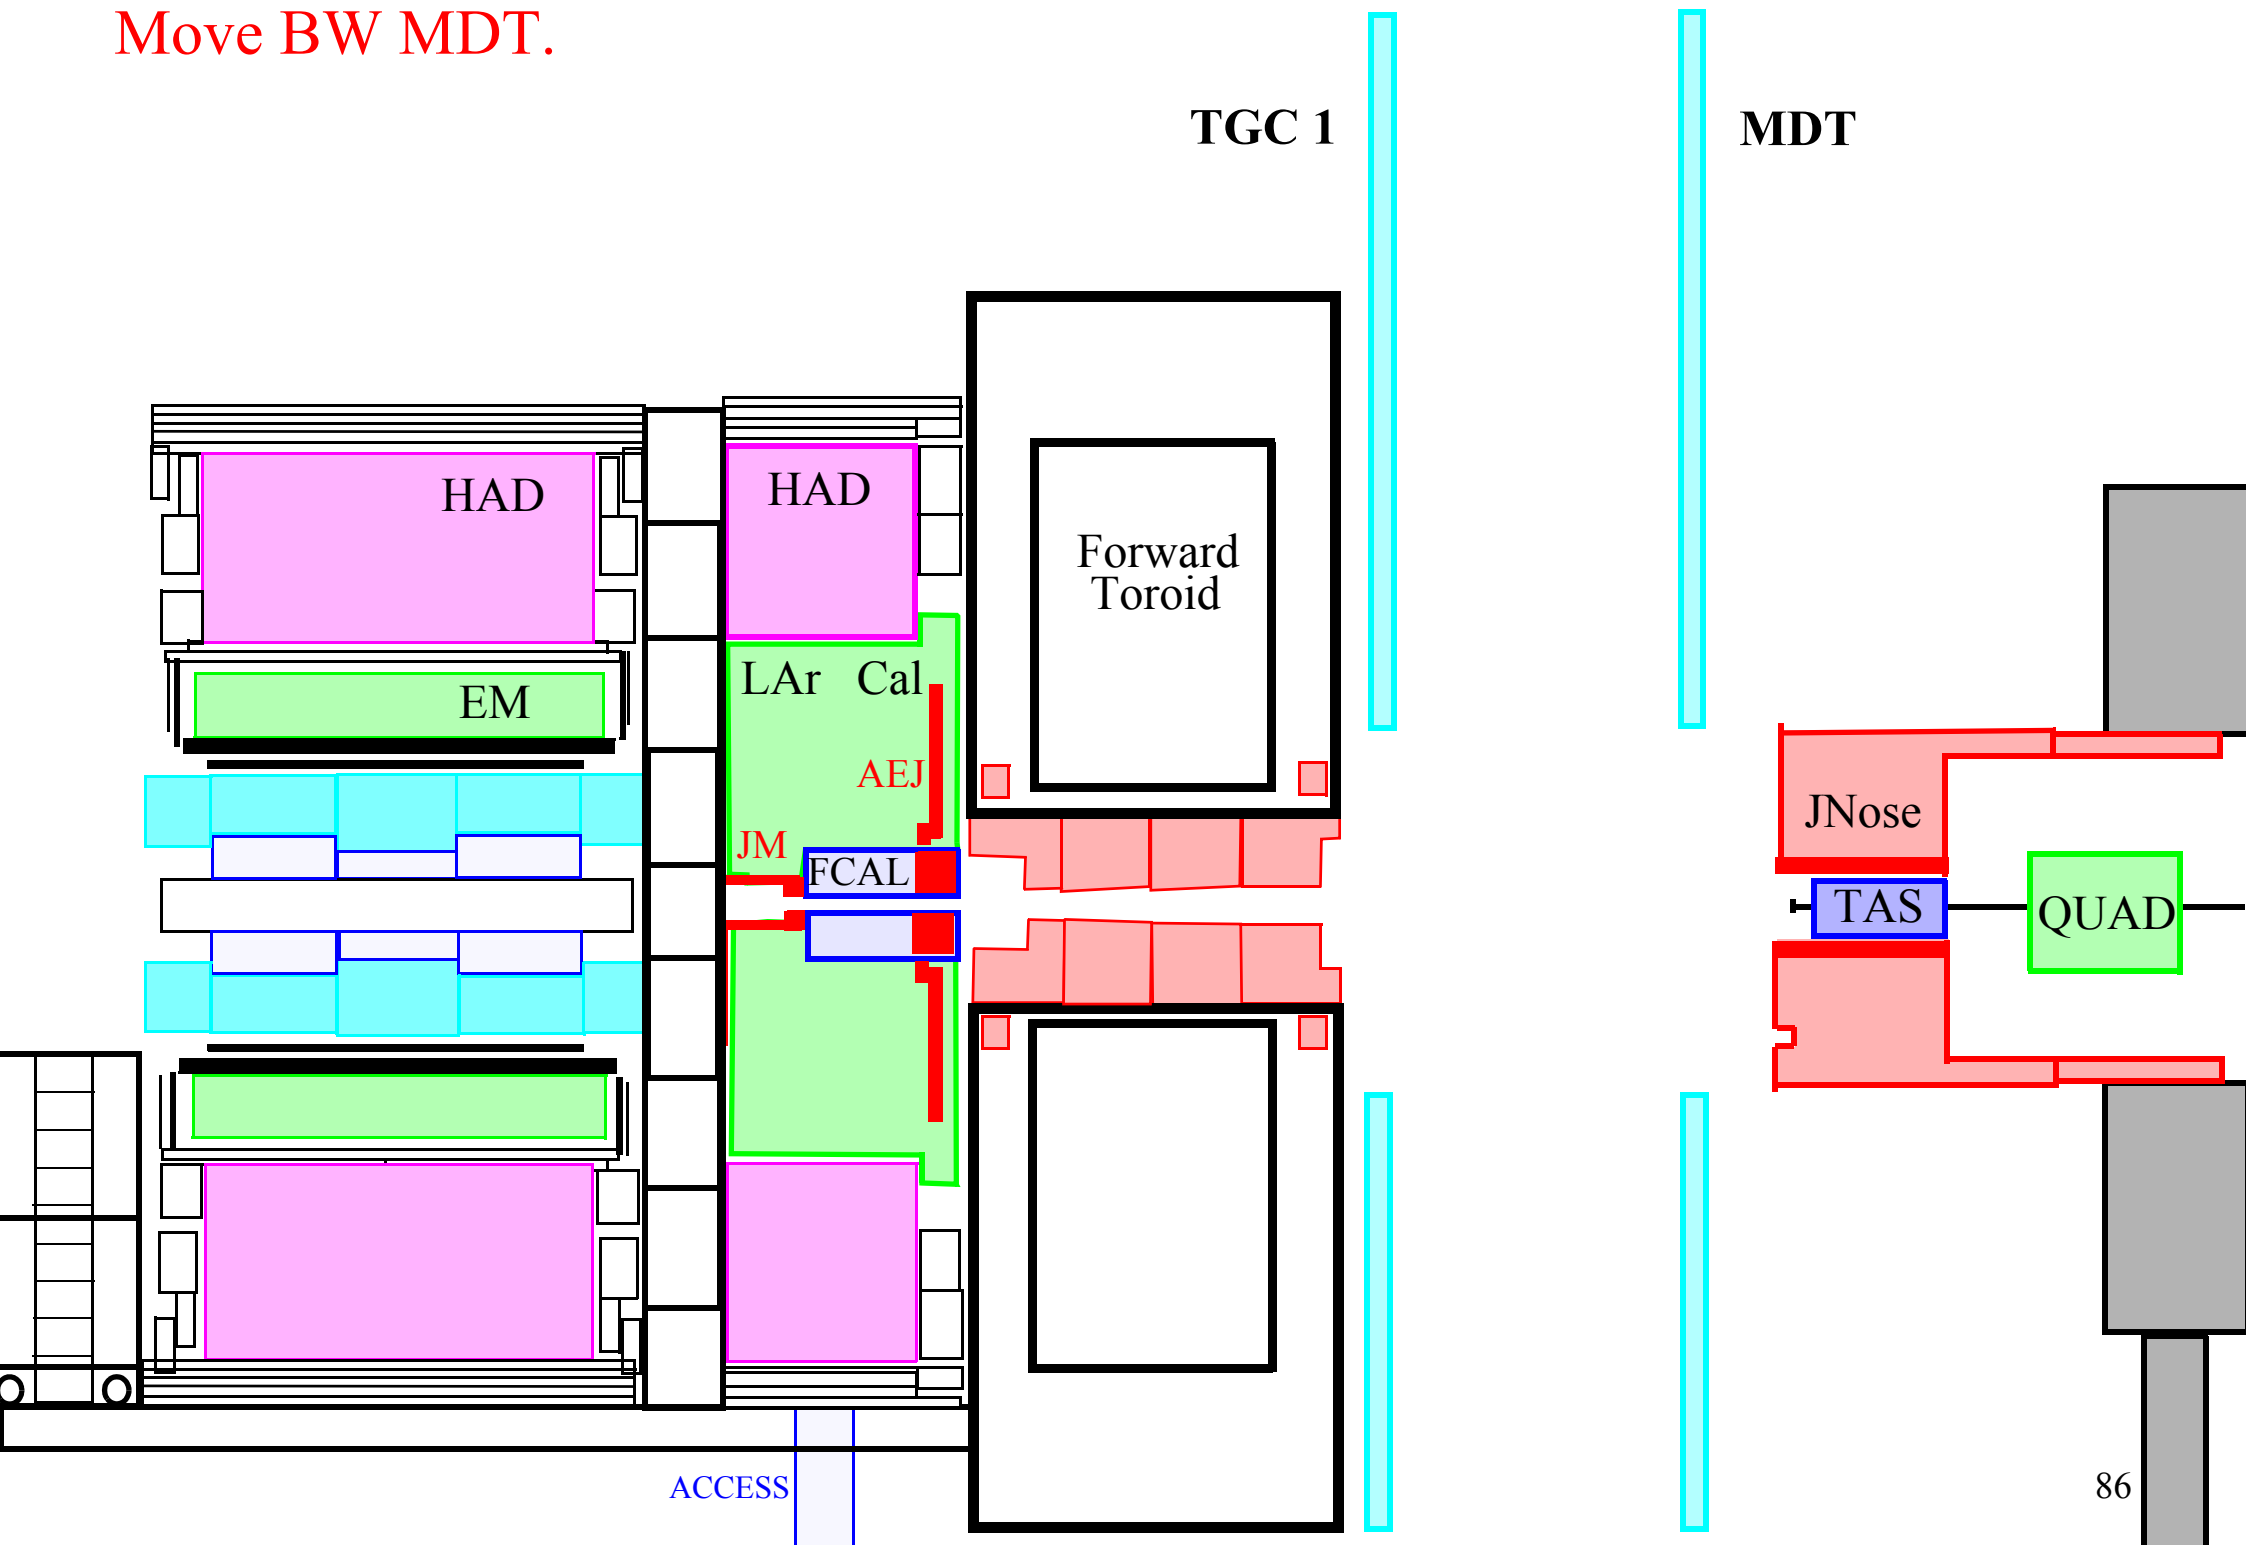 Move BW MDT.
TGC 1
MDT
HAD
HAD
Forward
Toroid
LAr Cal
EM
AEJ
JNose
JM
FCAL
TAS
QUAD
ACCESS
86